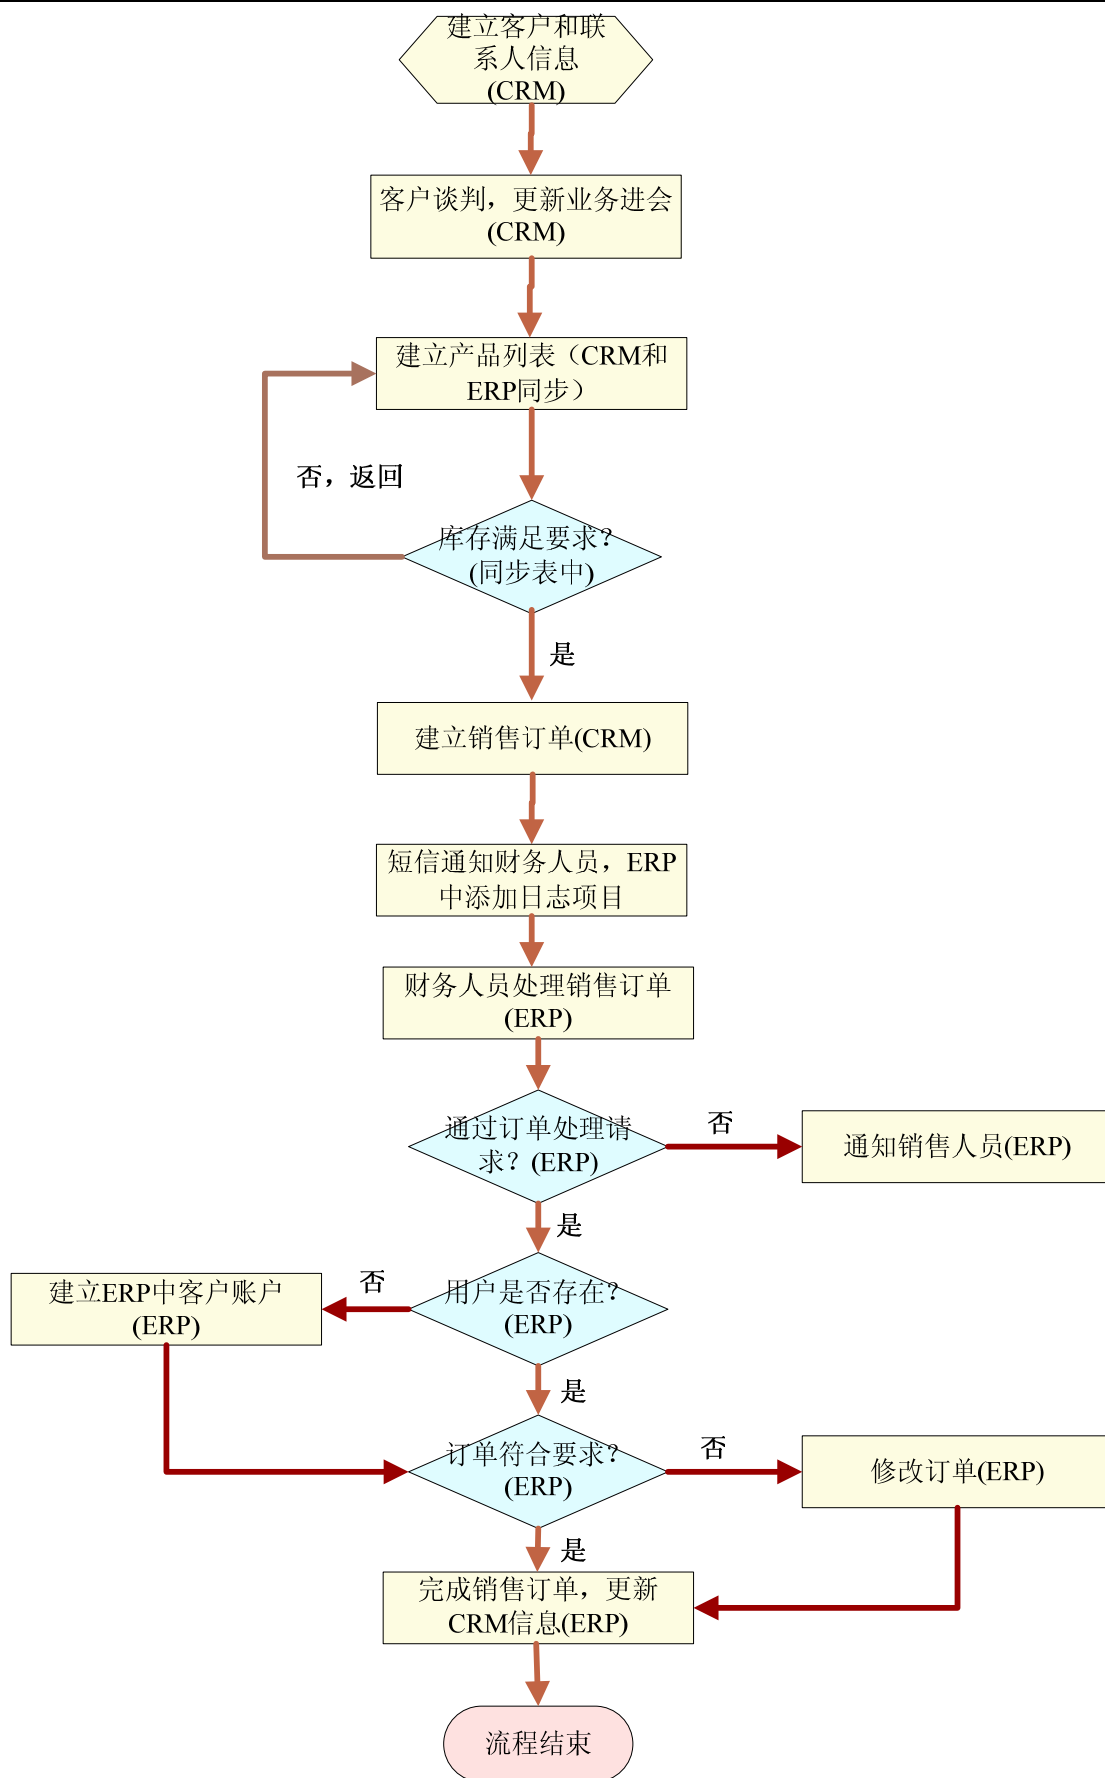 建立客户和联
系人信息
(CRM)
客户谈判，更新业务进会
(CRM)
建立产品列表（CRM和
ERP同步）
否，返回
库存满足要求？
(同步表中)
是
建立销售订单(CRM)
短信通知财务人员，ERP
中添加日志项目
财务人员处理销售订单
(ERP)
通过订单处理请
求？(ERP)
否
通知销售人员(ERP)
是
建立ERP中客户账户
(ERP)
否
用户是否存在？
(ERP)
是
订单符合要求？
(ERP)
否
修改订单(ERP)
是
完成销售订单，更新
CRM信息(ERP)
流程结束